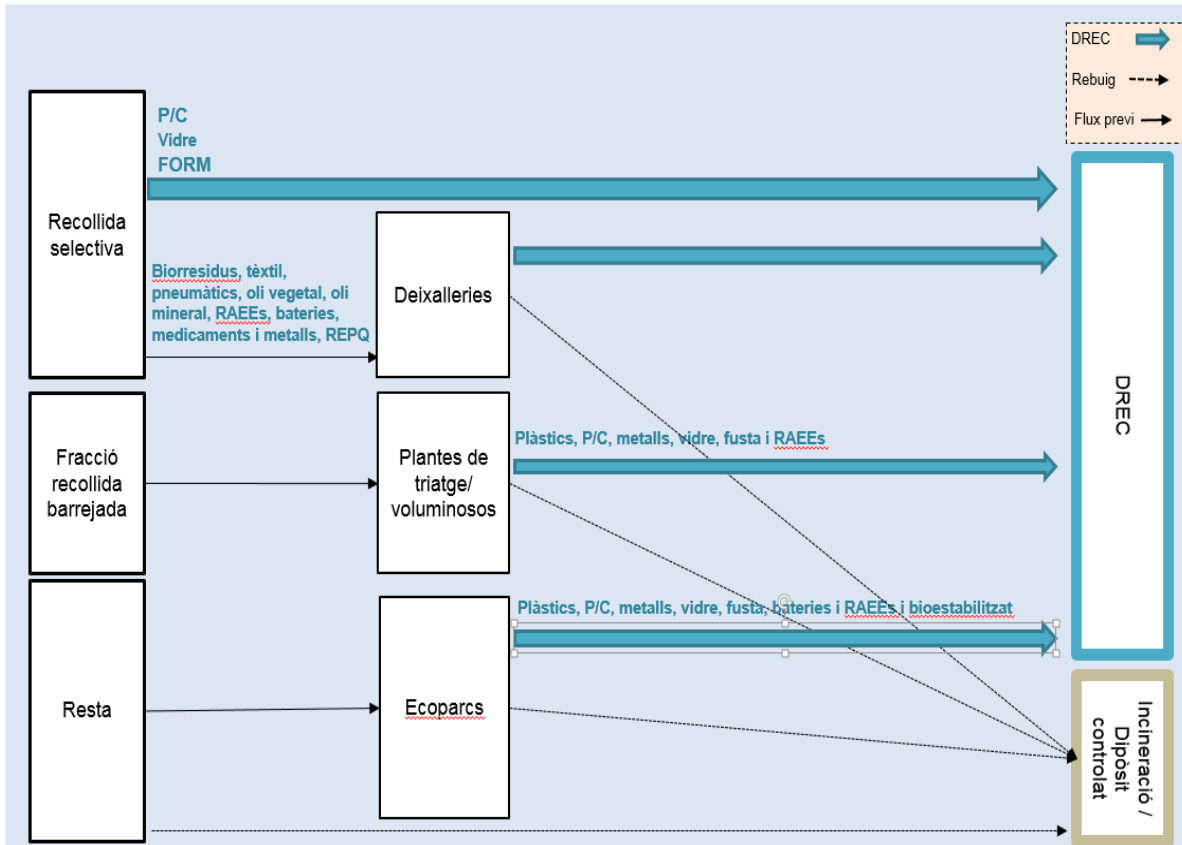 DREC
Rebuig
Flux previ
P/C
Vidre
FORM
Recollida
selectiva
Biorresidus, tèxtil,
pneumàtics, oli vegetal, oli
mineral, RAEEs, bateries,
medicaments i metalls, REPQ
Deixalleries
DREC
Fracció
recollida
barrejada
Plantes de
triatge/
voluminosos
Plàstics, P/C, metalls, vidre, fusta i RAEEs
Resta
Ecoparcs
Plàstics, P/C, metalls, vidre, fusta, bateries i RAEEs i bioestabilitzat
Incineració /
Dipòsit
controlat